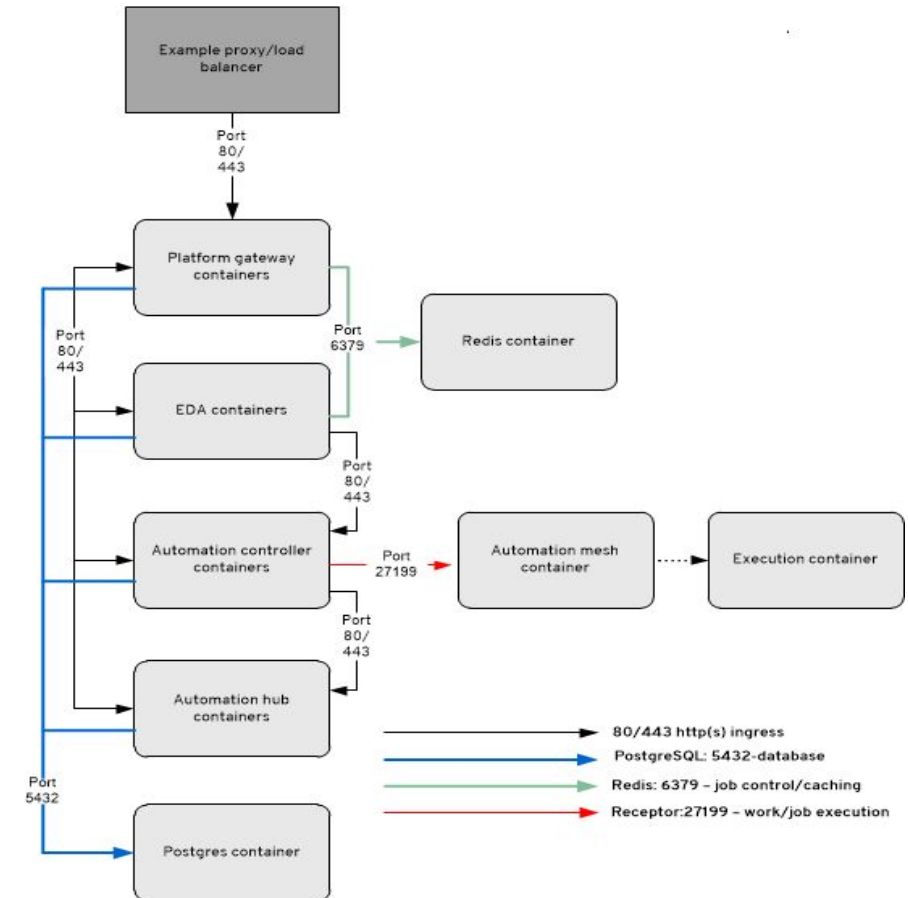 Example proxy/load
balancer
Port
80/
443
Platform gateway
containers
Port
80/
443
Port
6379
Redis container
EDA containers
Port
80/
443
Automation controller
containers
Port
27199
Automation mesh
container
Execution container
Port
80/
443
Automation hub
containers
80/443 http(s) ingress
PostgreSQL: 5432-database
Redis: 6379 – job control/caching
Receptor:27199 – work/job execution
Port
5432
Postgres container